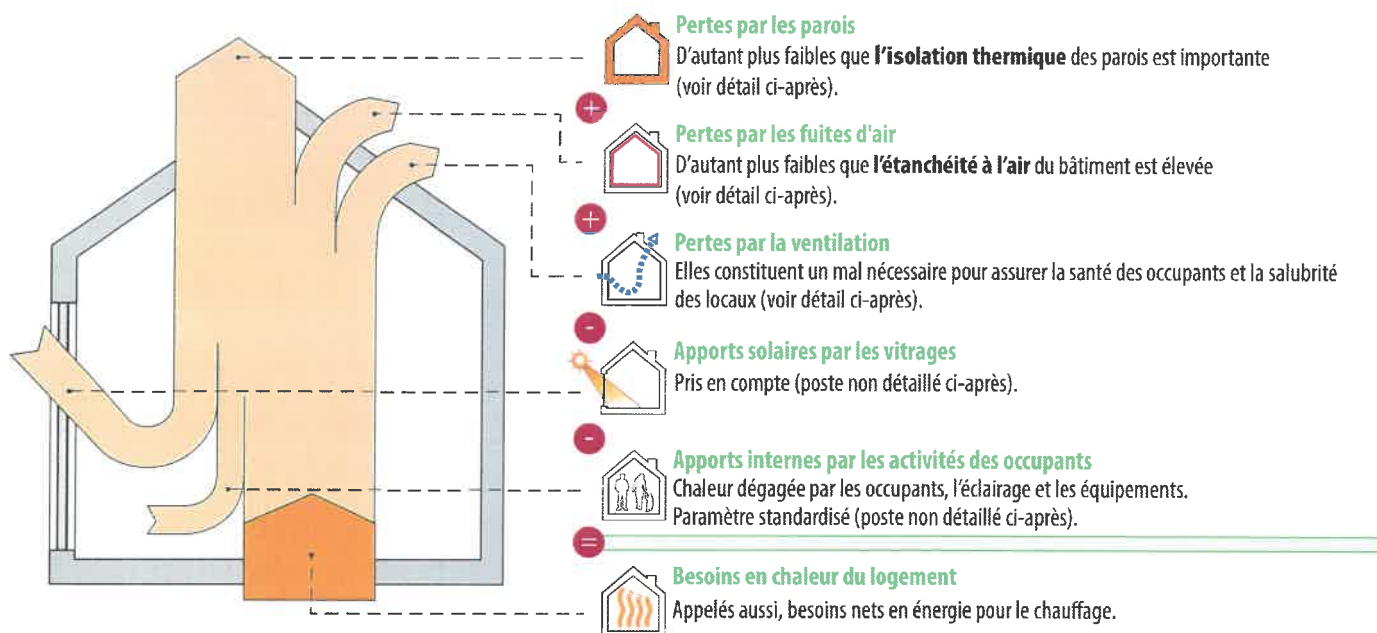 Pertes par les parois
D'autant plus faibles que l'isolation thermique des parois est importante
(voir détail ci-après).
+
Pertes par les fuites d'air
D'autant plus faibles que l'étanchéité à l'air du bâtiment est élevée
(voir détail ci-après).
+
Pertes par la ventilation
Elles constituent un mal nécessaire pour assurer la santé des occupants et la salubrité
des locaux (voir détail ci-après).
-
Apports solaires par les vitrages
Pris en compte (poste non détaillé ci-après).
-
Apports internes par les activités des occupants
Chaleur dégagée par les occupants, l'éclairage et les équipements.
Paramètre standardisé (poste non détaillé ci-après).
=
Besoins en chaleur du logement
Appelés aussi, besoins nets en énergie pour le chauffage.